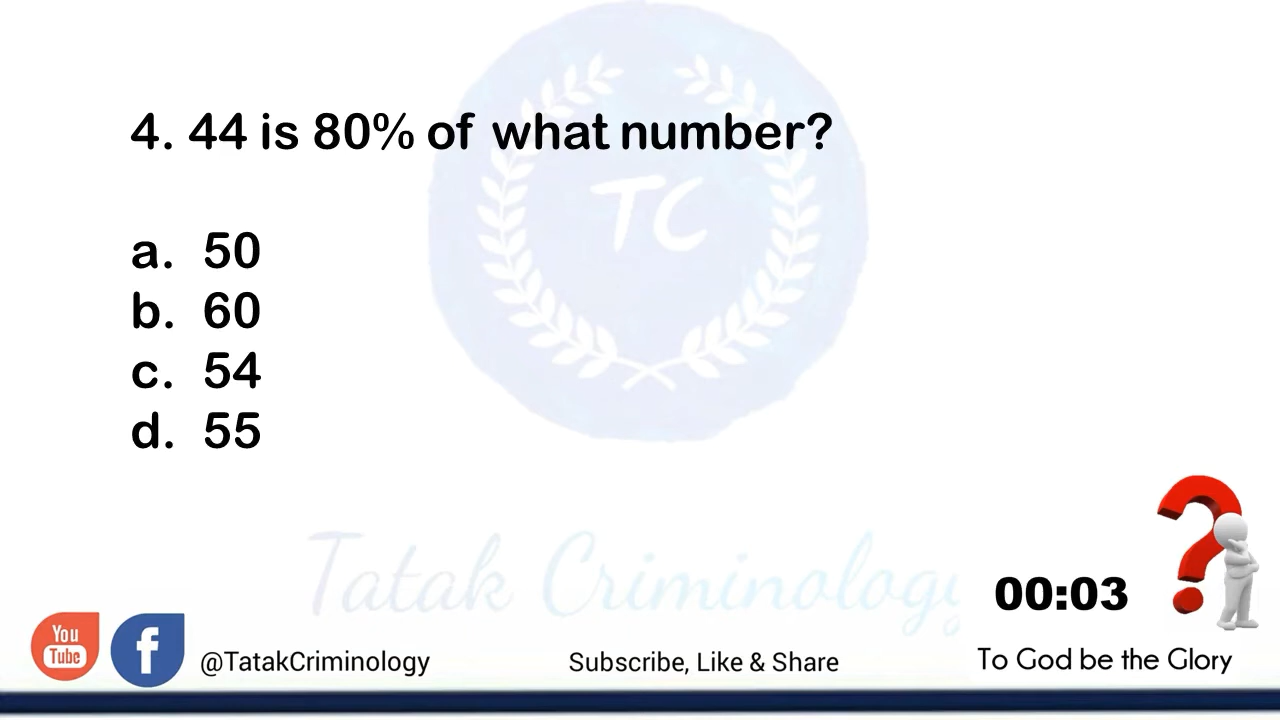 4. 44 is 80% of what number?
TC
a. 50
b. 60
c. 54
d. 55
Tatak Criminology
00:03
You
Tube
f
@TatakCriminology
Subscribe, Like & Share
To God be the Glory